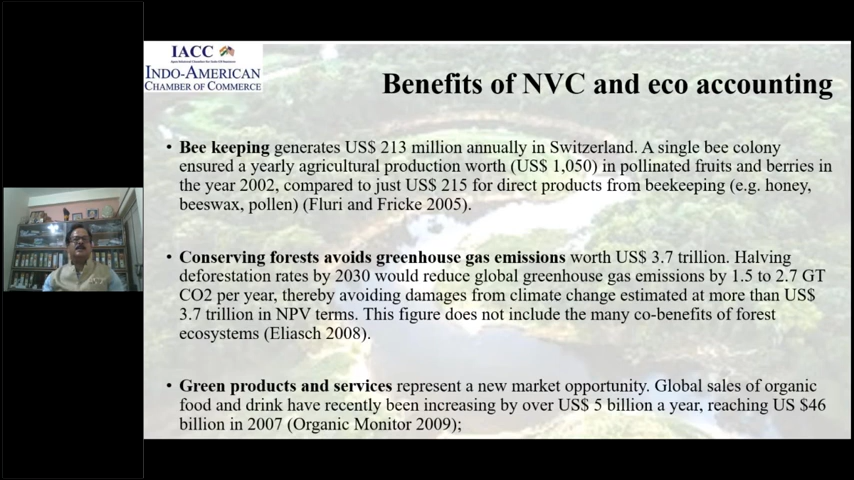 IACC
INDO-AMERICAN
CHAMBER OF COMMERCE
Benefits of NVC and eco accounting
• Bee keeping generates US$ 213 million annually in Switzerland. A single bee colony
ensured a yearly agricultural production worth (US$ 1,050) in pollinated fruits and berries in
the year 2002, compared to just US$ 215 for direct products from beekeeping (e.g. honey,
beeswax, pollen) (Fluri and Fricke 2005).
• Conserving forests avoids greenhouse gas emissions worth US$ 3.7 trillion. Halving
deforestation rates by 2030 would reduce global greenhouse gas emissions by 1.5 to 2.7 GT
CO2 per year, thereby avoiding damages from climate change estimated at more than US$
3.7 trillion in NPV terms. This figure does not include the many co-benefits of forest
ecosystems (Eliasch 2008).
• Green products and services represent a new market opportunity. Global sales of organic
food and drink have recently been increasing by over US$ 5 billion a year, reaching US $46
billion in 2007 (Organic Monitor 2009);